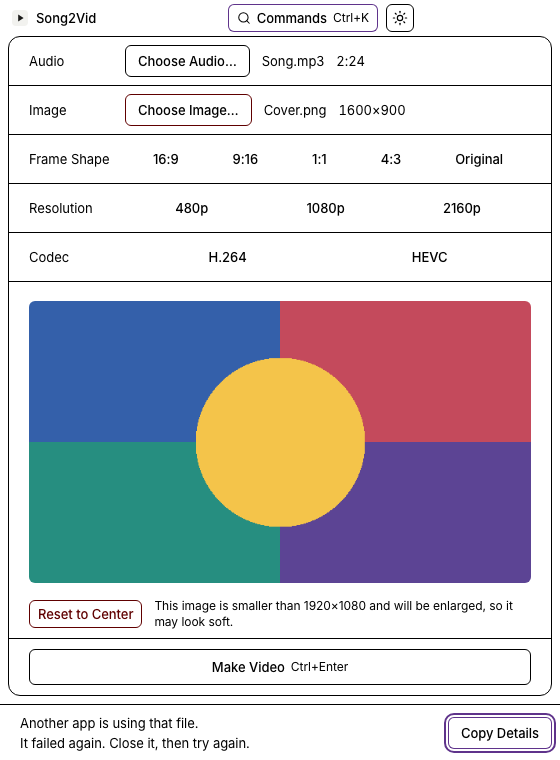 Song2Vid
Commands Ctrl+K
Audio Choose Audio... Song.mp3 2:24
Image Choose Image... Cover.png 1600×900
Frame Shape 16:9 9:16 1:1 4:3 Original
Resolution 480p 1080p 2160p
Codec H.264 HEVC
Reset to Center
This image is smaller than 1920×1080 and will be enlarged, so it
may look soft.
Make Video Ctrl+Enter
Another app is using that file.
It failed again. Close it, then try again.
Copy Details